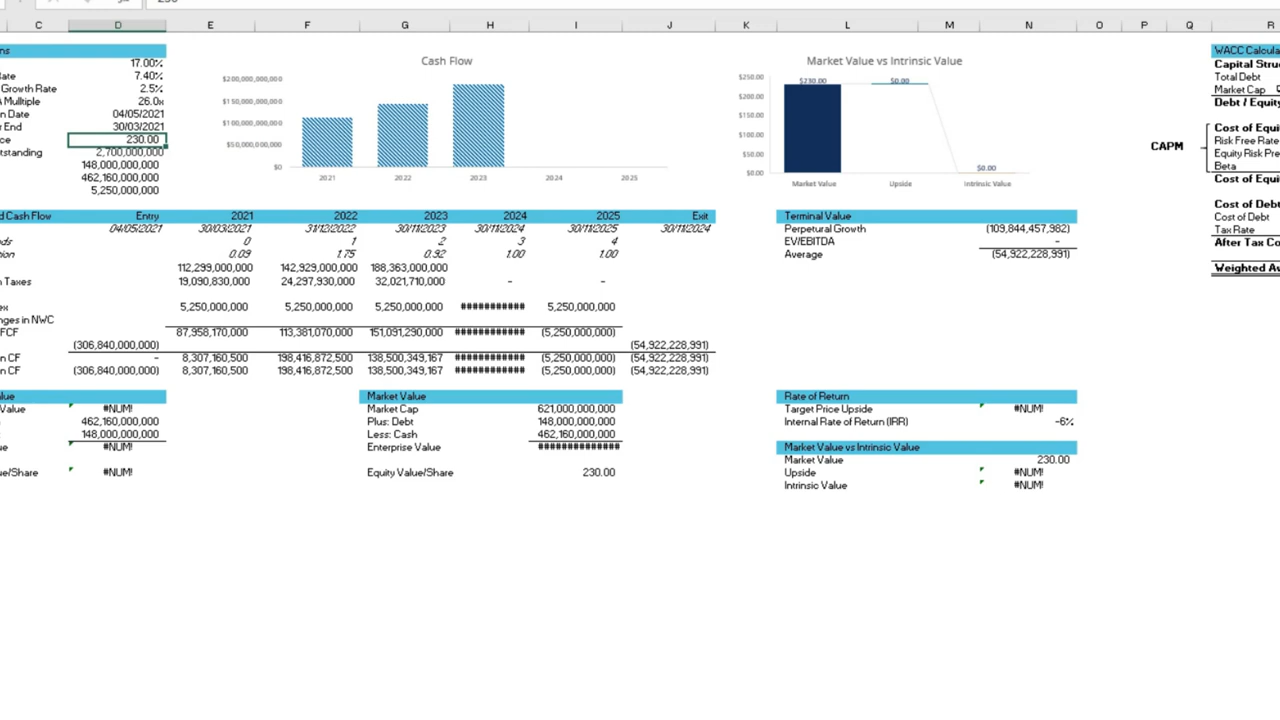 C D E F G H I J K L M N O P Q R
ns
17.00%
ate 7.40%
Growth Rate 2.5%
A Mulltiple 26.0x
n Date 04/05/2021
r End 30/03/2021
ce 230.00
tstanding 2,700,000,000
148,000,000,000
462,160,000,000
5,250,000,000
Cash Flow
$200,000,000,000
$150,000,000,000
$100,000,000,000
$50,000,000,000
$0
2021 2022 2023 2024 2025
Market Value vs Intrinsic Value
$250.00
$200.00
$150.00
$100.00
$50.00
$0.00
$230.00 $0.00 $0.00
Market Value Upside Intrinsic Value
CAPM
WACC Calcula
Capital Struc
Total Debt
Market Cap
Debt / Equity
Cost of Equi
Risk Free Rate
Equity Risk Pre
Beta
Cost of Equi
Cost of Debt
Cost of Debt
Tax Rate
After Tax Co
Weighted Av
d Cash Flow Entry 2021 2022 2023 2024 2025 Exit
04/05/2021 30/03/2021 31/12/2022 30/11/2023 30/11/2024 30/11/2025 30/11/2024
ods 0 1 2 3 4
tion 0.09 1.75 0.92 1.00 1.00
112,299,000,000 142,929,000,000 188,363,000,000
h Taxes 19,090,830,000 24,297,930,000 32,021,710,000 - -
ex 5,250,000,000 5,250,000,000 5,250,000,000 ########### 5,250,000,000
nges in NWC
FCF 87,958,170,000 113,381,070,000 151,091,290,000 ############ (5,250,000,000)
(306,840,000,000) (54,922,228,991)
n CF - 8,307,160,500 198,416,872,500 138,500,349,167 ############ (5,250,000,000) (54,922,228,991)
n CF (306,840,000,000) 8,307,160,500 198,416,872,500 138,500,349,167 ############ (5,250,000,000) (54,922,228,991)
Terminal Value
Perpetural Growth (109,844,457,982)
EV/EBITDA -
Average (54,922,228,991)
alue
Value #NUM!
462,160,000,000
148,000,000,000
ue #NUM!
ue/Share #NUM!
Market Value
Market Cap 621,000,000,000
Plus: Debt 148,000,000,000
Less: Cash 462,160,000,000
Enterprise Value ##############
Equity Value/Share 230.00
Rate of Return
Target Price Upside #NUM!
Internal Rate of Return (IRR) -6%
Market Value vs Intrinsic Value
Market Value 230.00
Upside #NUM!
Intrinsic Value #NUM!